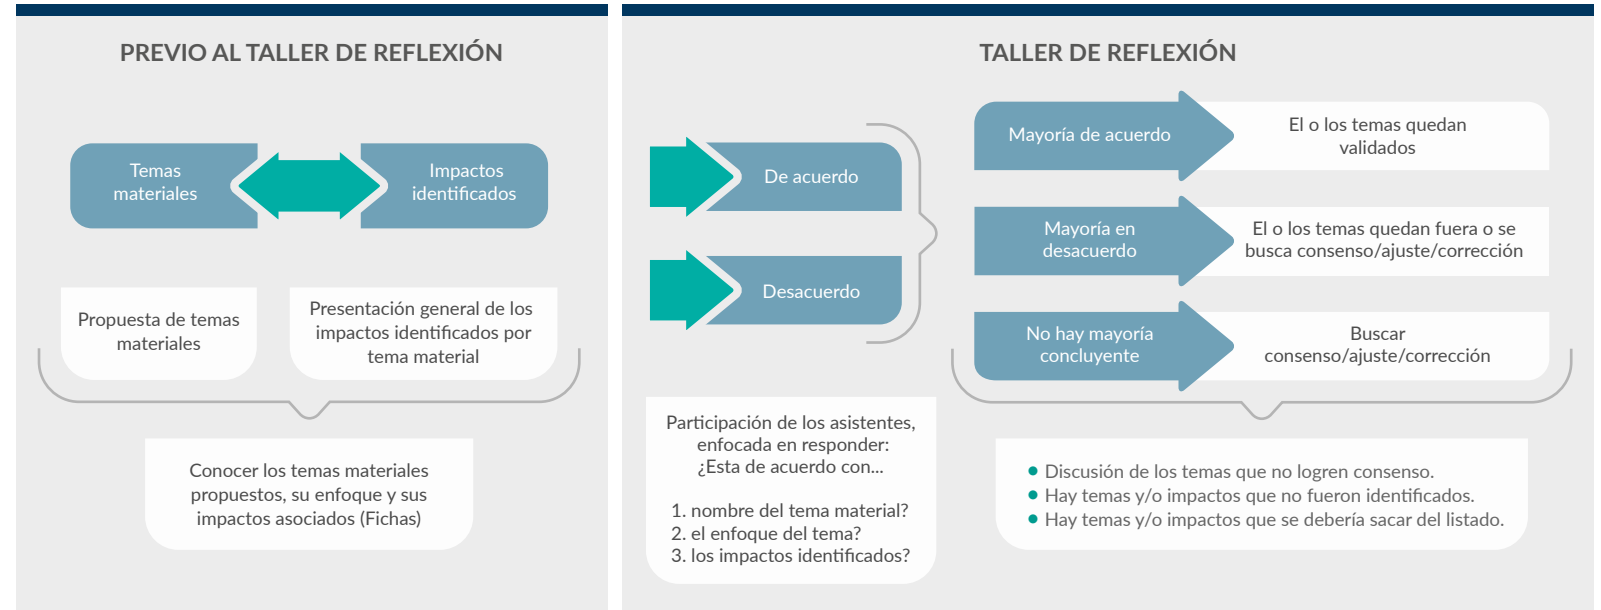 PREVIO AL TALLER DE REFLEXIÓN
Temas
materiales
Impactos
identificados
Propuesta de temas
materiales
Presentación general de los
impactos identificados por
tema material
Conocer los temas materiales
propuestos, su enfoque y sus
impactos asociados (Fichas)
TALLER DE REFLEXIÓN
De acuerdo
Desacuerdo
Participación de los asistentes,
enfocada en responder:
¿Esta de acuerdo con...
1. nombre del tema material?
2. el enfoque del tema?
3. los impactos identificados?
Mayoría de acuerdo
El o los temas quedan
validados
Mayoría en
desacuerdo
El o los temas quedan fuera o se
busca consenso/ajuste/corrección
No hay mayoría
concluyente
Buscar
consenso/ajuste/corrección
• Discusión de los temas que no logren consenso.
• Hay temas y/o impactos que no fueron identificados.
• Hay temas y/o impactos que se debería sacar del listado.